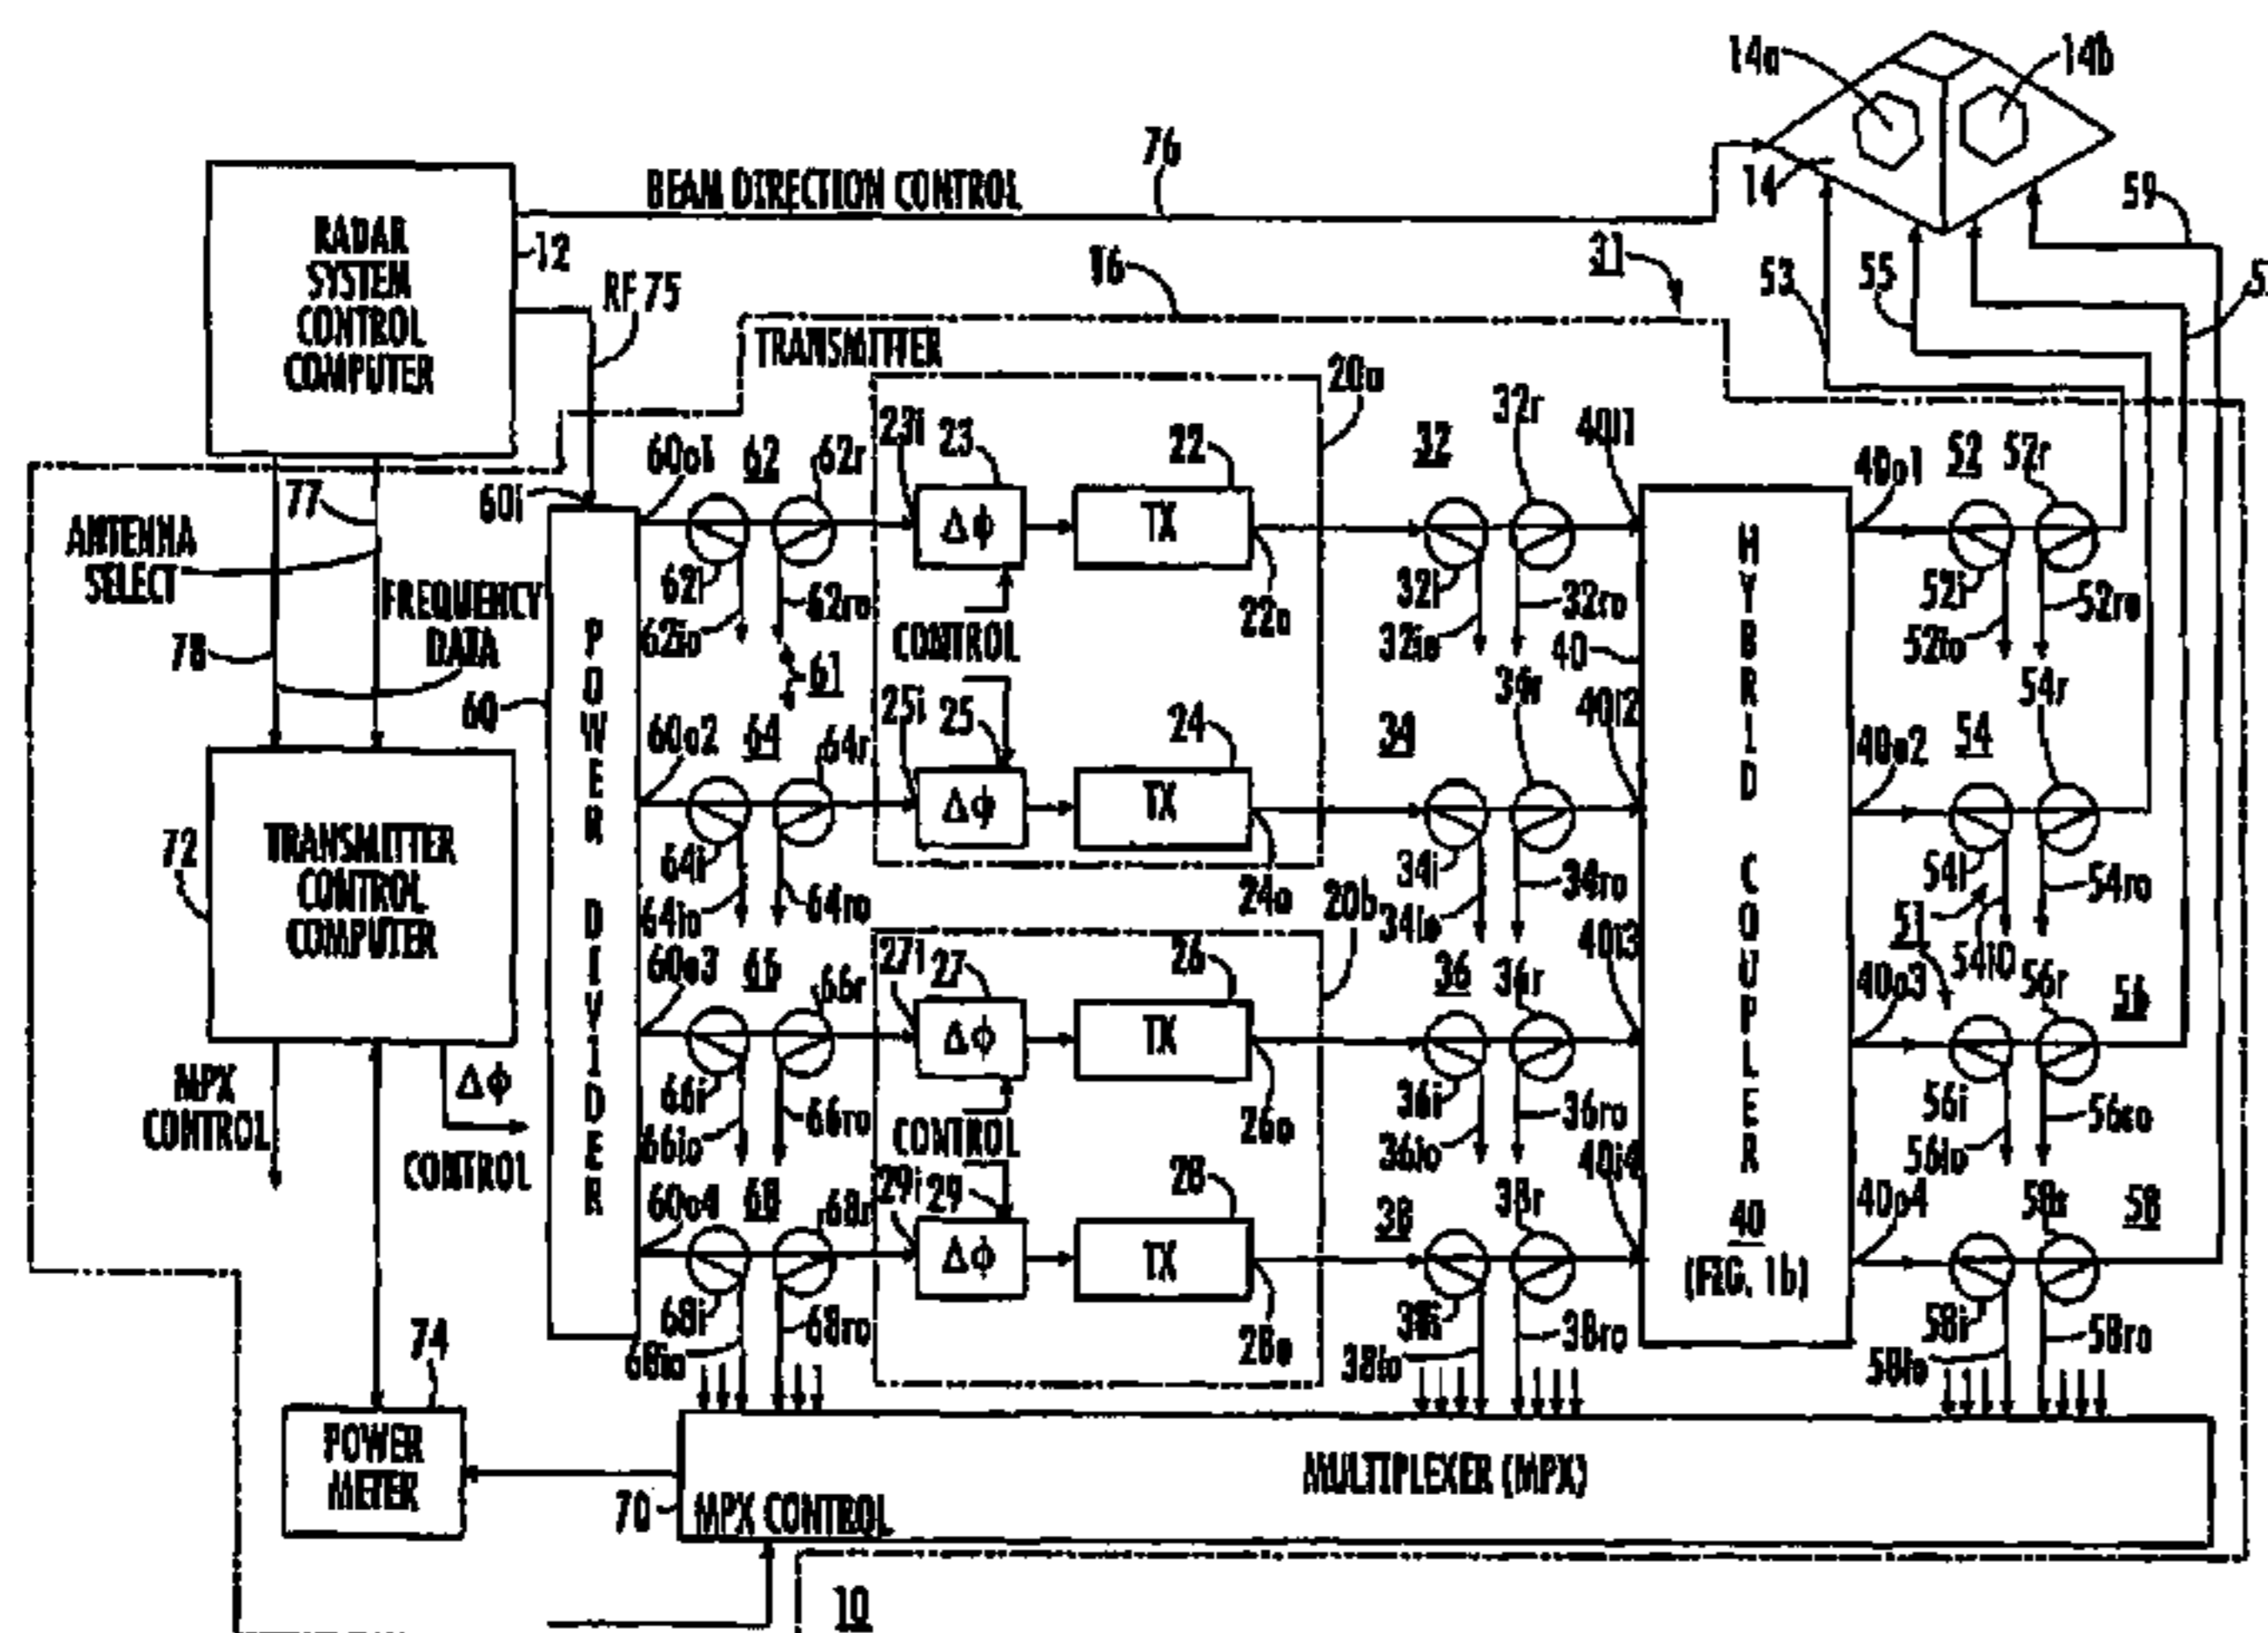 14a
14b
76
BEAM DIRECTION CONTROL
14
59
RADAR
SYSTEM
CONTROL
COMPUTER
12
RF 75
16
31
53
55
TRANSMITTER
20a
77
ANTENNA
SELECT
78
FREQUENCY
DATA
60i
60o1
62
62r
23i
23
22
32
32r
40i1
40o1
52
52r
Δϕ
TX
62i
62io
62ro
CONTROL
22o
32i
32io
32ro
40
52i
52io
52ro
61
60
60o2
64
64r
25i
25
24
34
34r
40i2
40o2
54
54r
Δϕ
TX
64i
64io
64ro
24o
20b
34i
34io
34ro
54i
54io
54ro
51
POWER DIVIDER
HYBRID COUPLER
40
(FIG. 1b)
72
TRANSMITTER
CONTROL
COMPUTER
60o3
66
66r
27i
27
26
36
36r
40i3
40o3
56r
56
Δϕ
TX
66i
66io
66ro
CONTROL
26o
36i
36io
36ro
56i
56io
56ro
MPX
CONTROL
Δϕ
CONTROL
60o4
68
68r
29i
29
28
38
38r
40i4
40o4
58r
58
Δϕ
TX
68i
68io
68ro
28o
38i
38io
38ro
58i
58io
58ro
74
POWER
METER
70
MPX CONTROL
MULTIPLEXER (MPX)
10